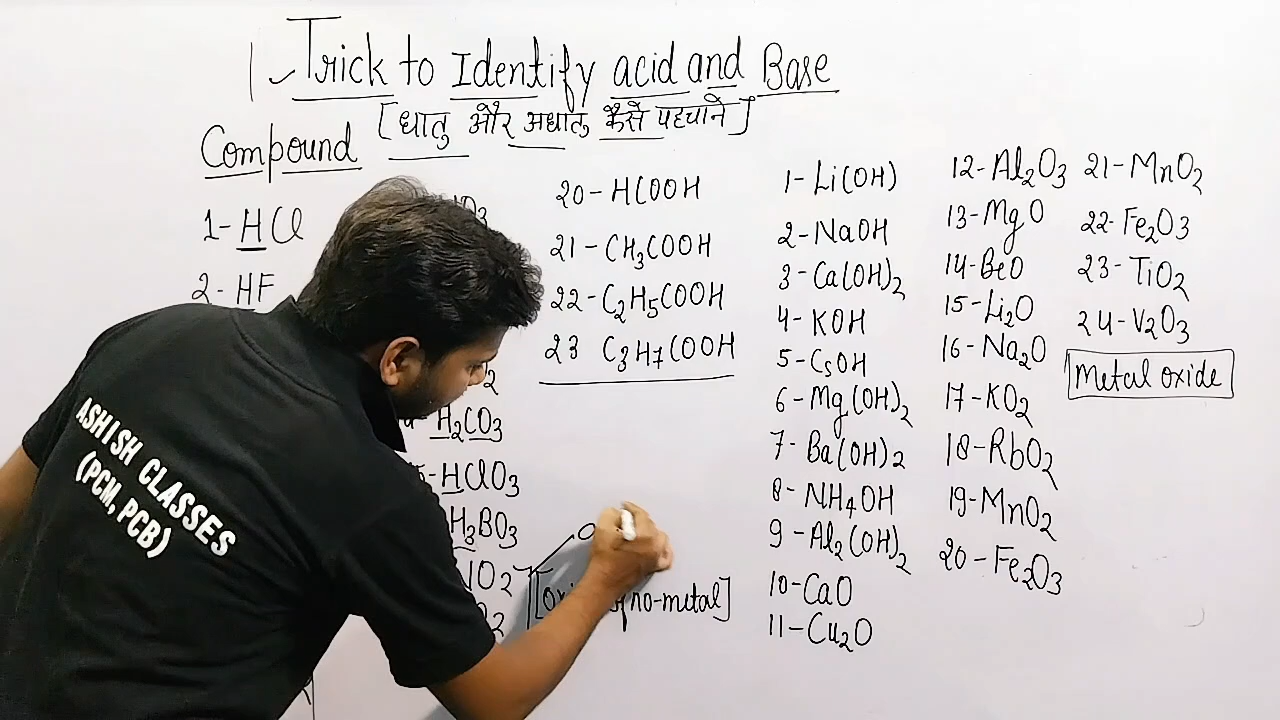 1 Trick to Identify acid and Base
[धातु और अधातु कैसे पहचाने]
Compound
1-HCl
2-HF
H2CO3
HClO3
H3BO3
20-HCOOH
21-CH3COOH
22-C2H5COOH
23 C3H7COOH
no-metal]
1-Li(OH)
2-NaOH
3-Ca(OH)2
4-KOH
5-CsOH
6-Mg(OH)2
7-Ba(OH)2
8-NH4OH
9-Al2(OH)2
10-CaO
11-Cu2O
12-Al2O3
13-MgO
14-BeO
15-Li2O
16-Na2O
17-KO2
18-RbO2
19-MnO2
20-Fe2O3
21-MnO2
22-Fe2O3
23-TiO2
24-V2O3
Metal oxide
ASHISH CLASSES
(PCM, PCB)